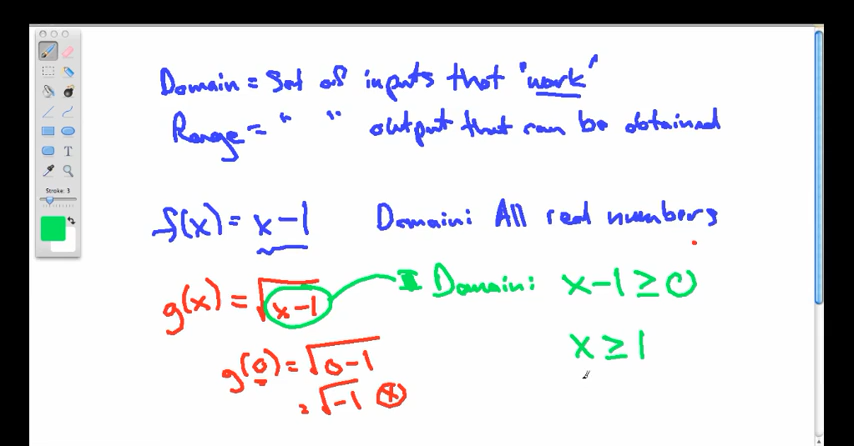 Domain = Set of inputs that "work"
Range = " " output that can be obtained
f(x) = x-1 Domain: All real numbers
g(x) = √x-1 Domain: x-1 ≥ 0
x ≥ 1
g(0) = √0-1
= √-1 (x)
T
Stroke: 3